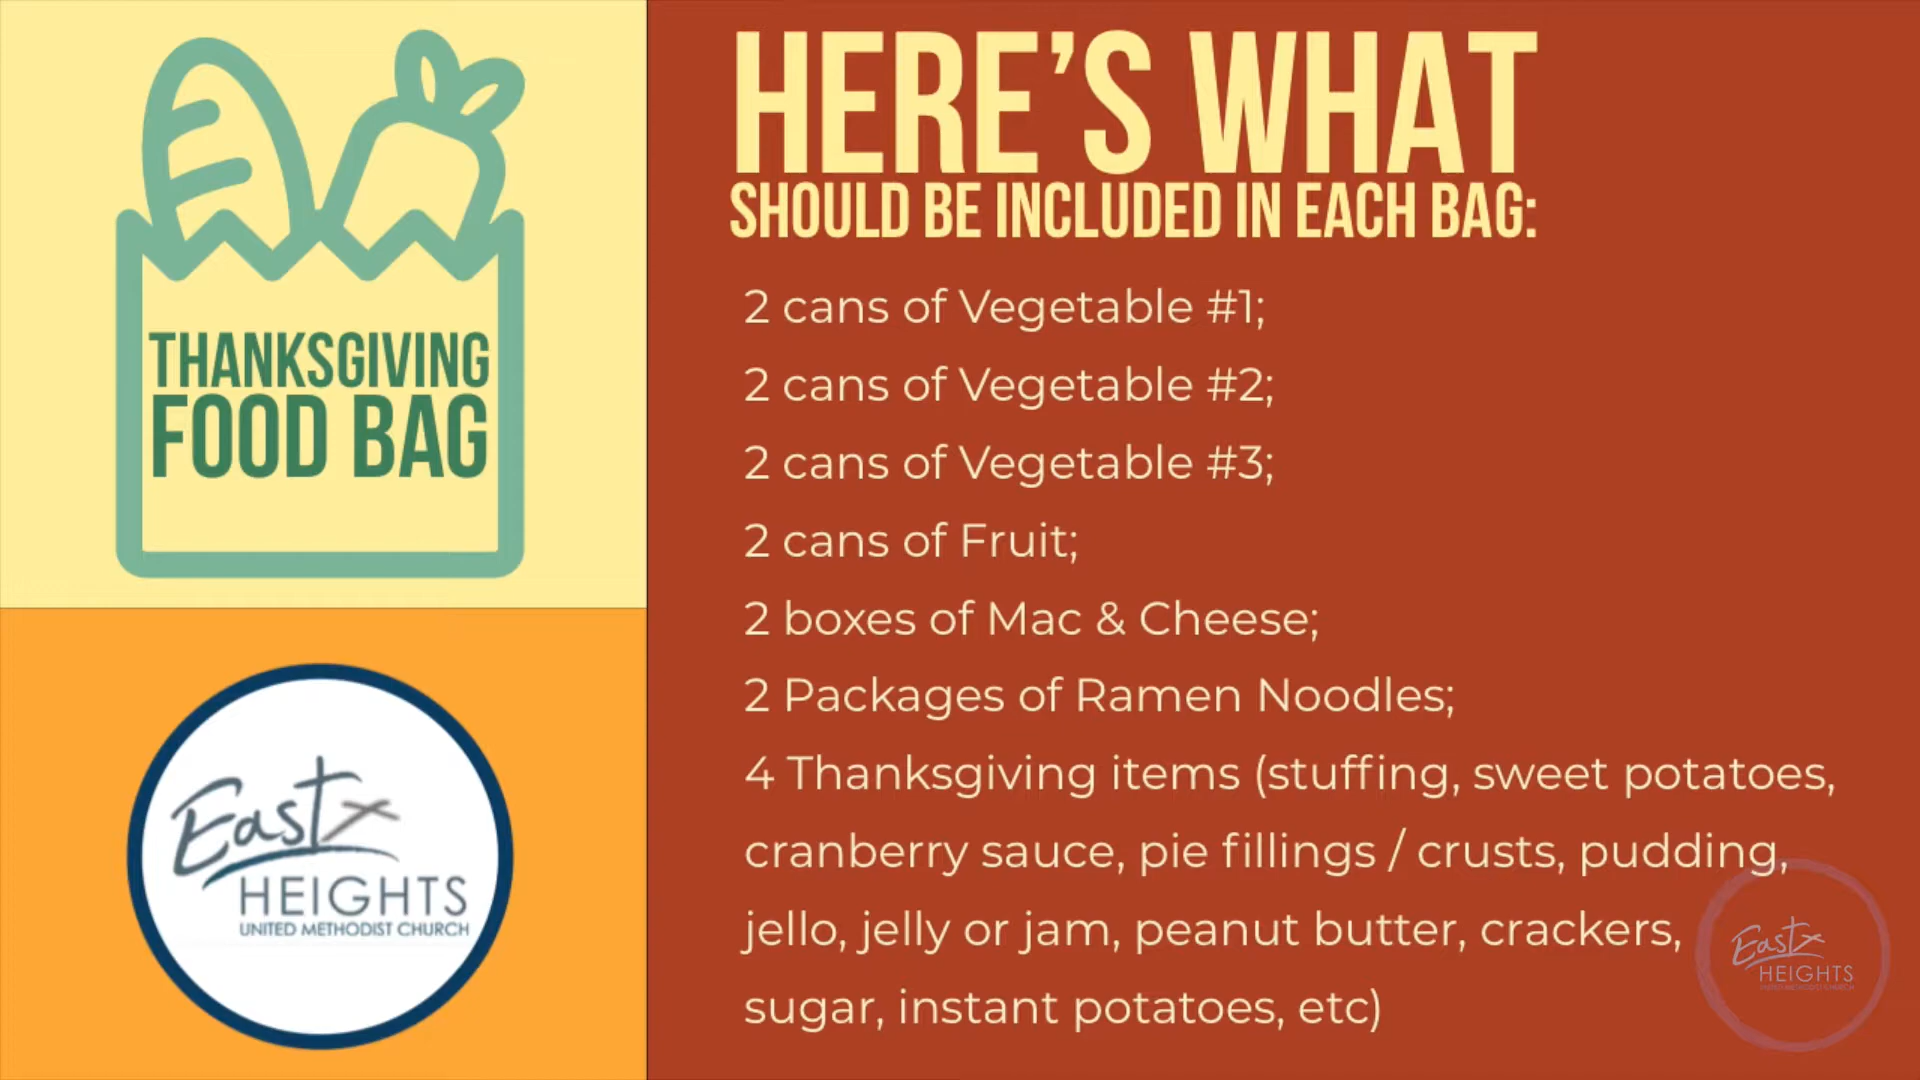 THANKSGIVING
FOOD BAG
East
HEIGHTS
UNITED METHODIST CHURCH
HERE'S WHAT
SHOULD BE INCLUDED IN EACH BAG:
2 cans of Vegetable #1;
2 cans of Vegetable #2;
2 cans of Vegetable #3;
2 cans of Fruit;
2 boxes of Mac & Cheese;
2 Packages of Ramen Noodles;
4 Thanksgiving items (stuffing, sweet potatoes,
cranberry sauce, pie fillings / crusts, pudding,
jello, jelly or jam, peanut butter, crackers,
sugar, instant potatoes, etc)
East
HEIGHTS
UNITED METHODIST CHURCH